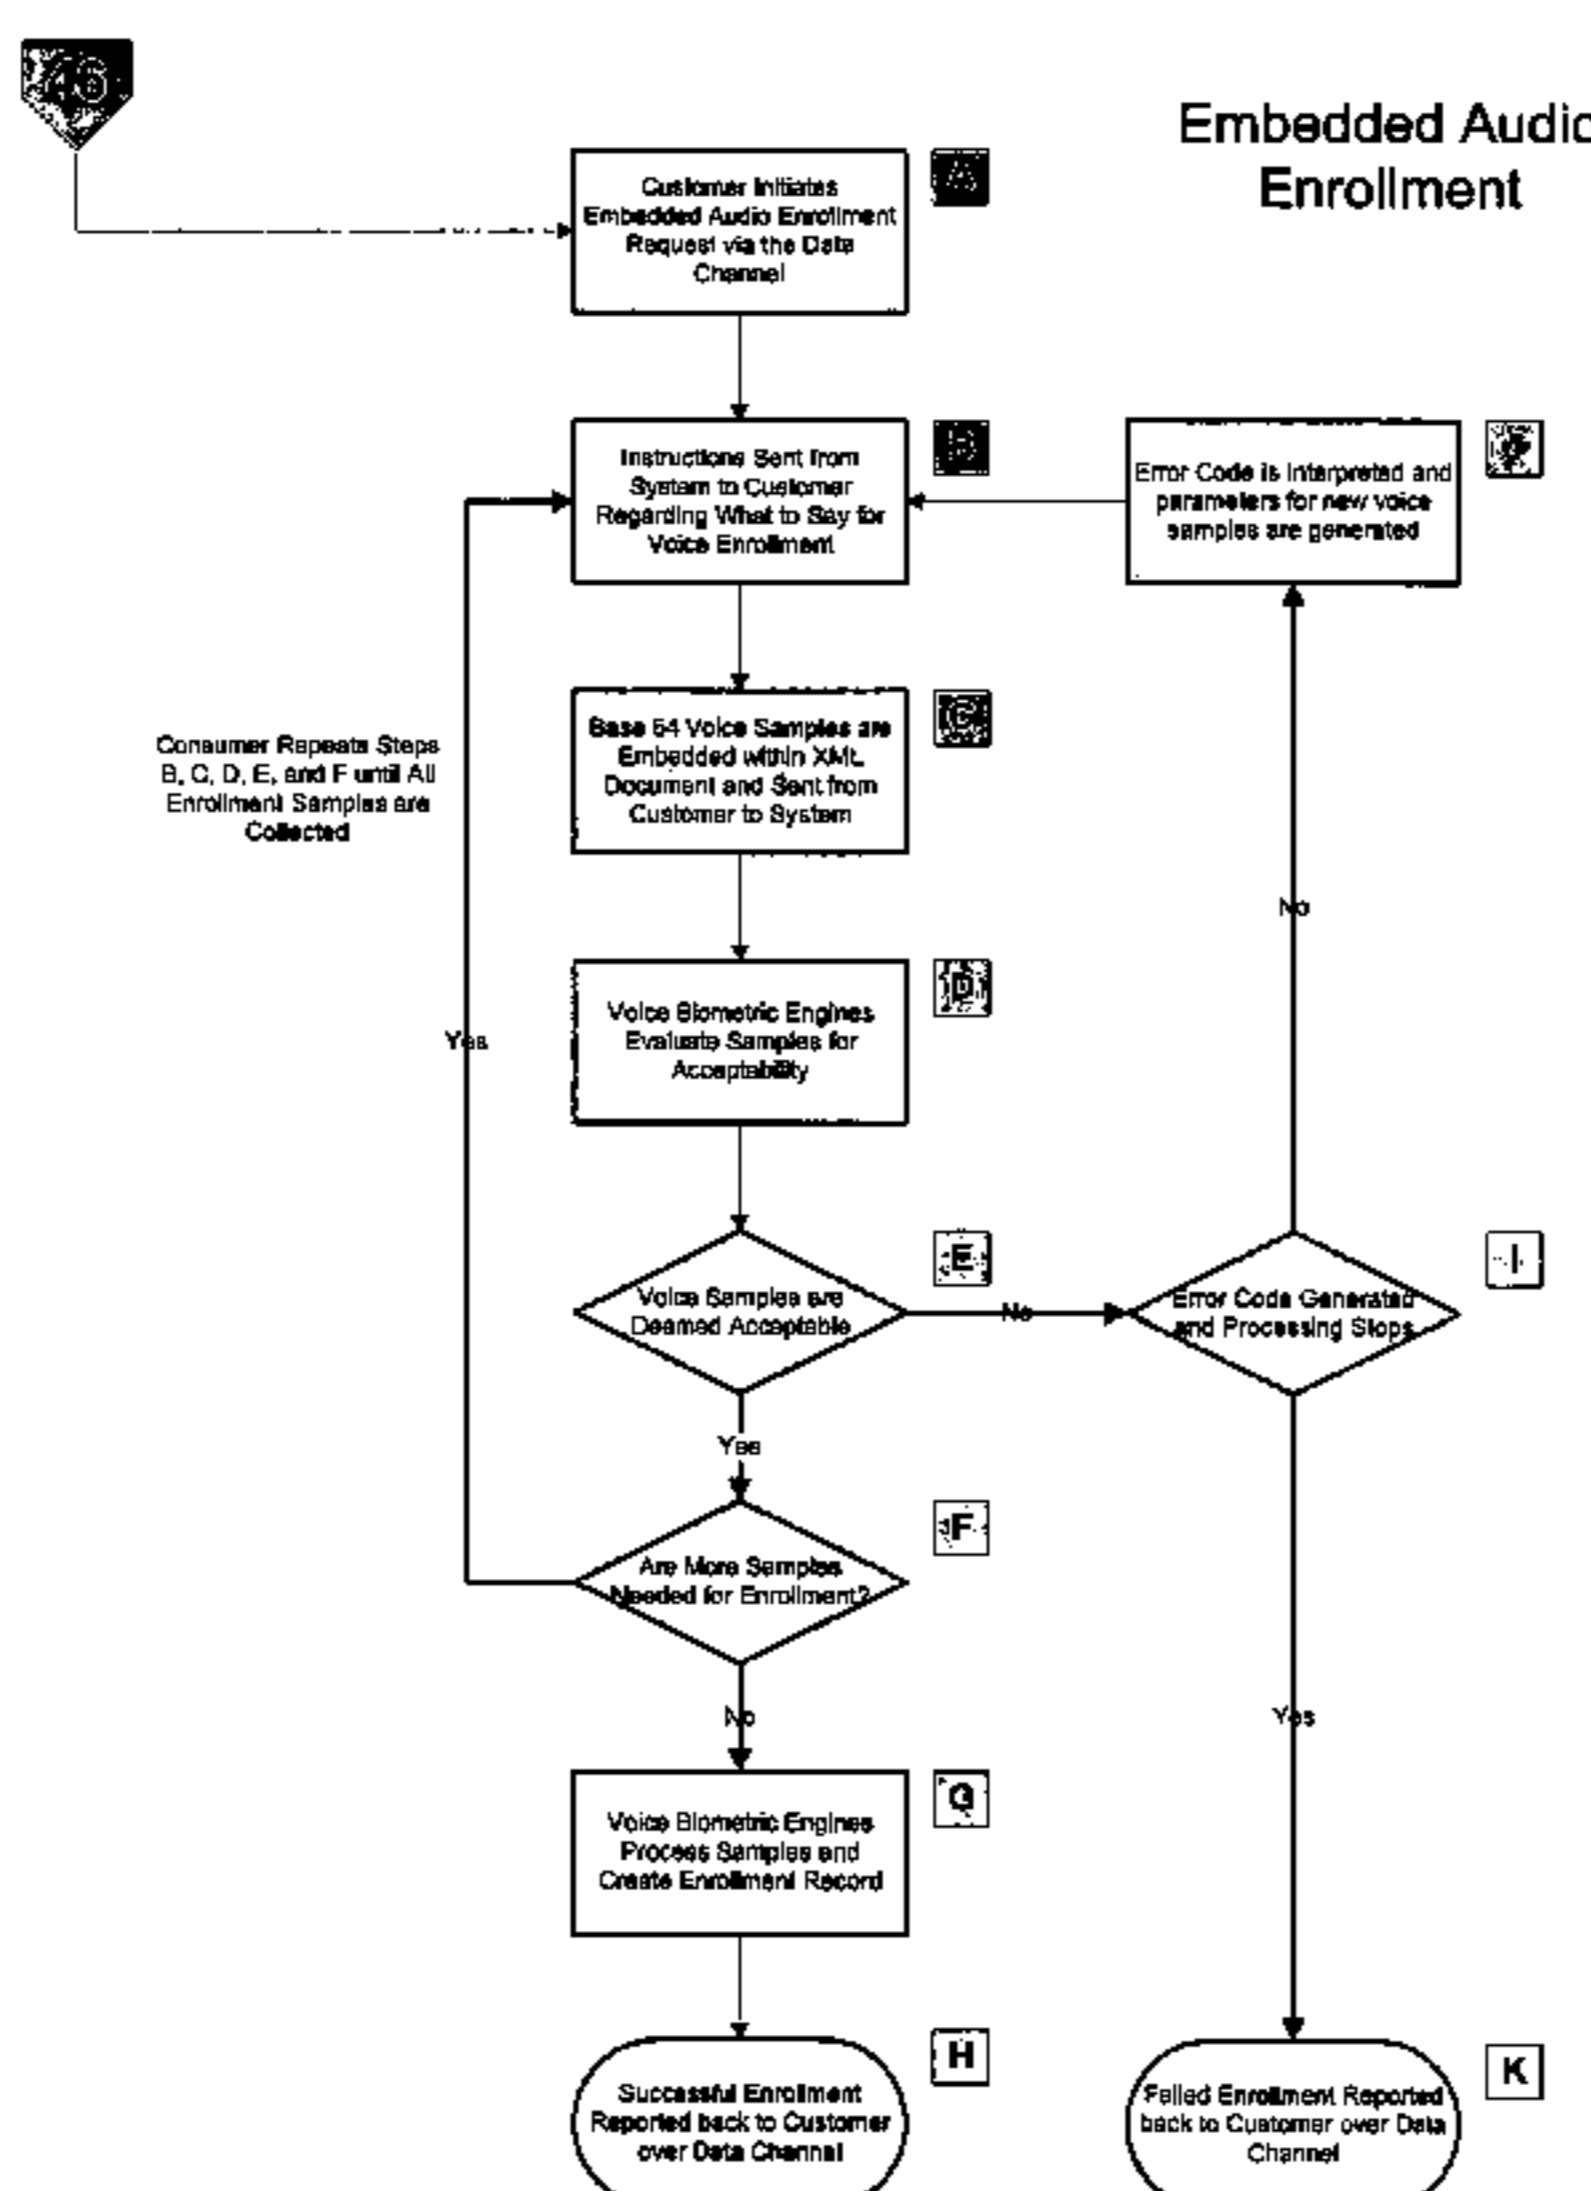 46
Embedded Audio
Enrollment
Customer Initiates
Embedded Audio Enrollment
Request via the Data
Channel
A
Instructions Sent from
System to Customer
Regarding What to Say for
Voice Enrollment
B
Error Code is Interpreted and
parameters for new voice
samples are generated
Base 64 Voice Samples are
Embedded within XML
Document and Sent from
Customer to System
C
Consumer Repeats Steps
B, C, D, E, and F until All
Enrollment Samples are
Collected
No
Voice Biometric Engines
Evaluate Samples for
Acceptability
D
Yes
Voice Samples are
Deemed Acceptable
E
No
Error Code Generated
and Processing Stops
I
Yes
Are More Samples
Needed for Enrollment?
F
No
Yes
Voice Biometric Engines
Process Samples and
Create Enrollment Record
G
Successful Enrollment
Reported back to Customer
over Data Channel
H
Failed Enrollment Reported
back to Customer over Data
Channel
K